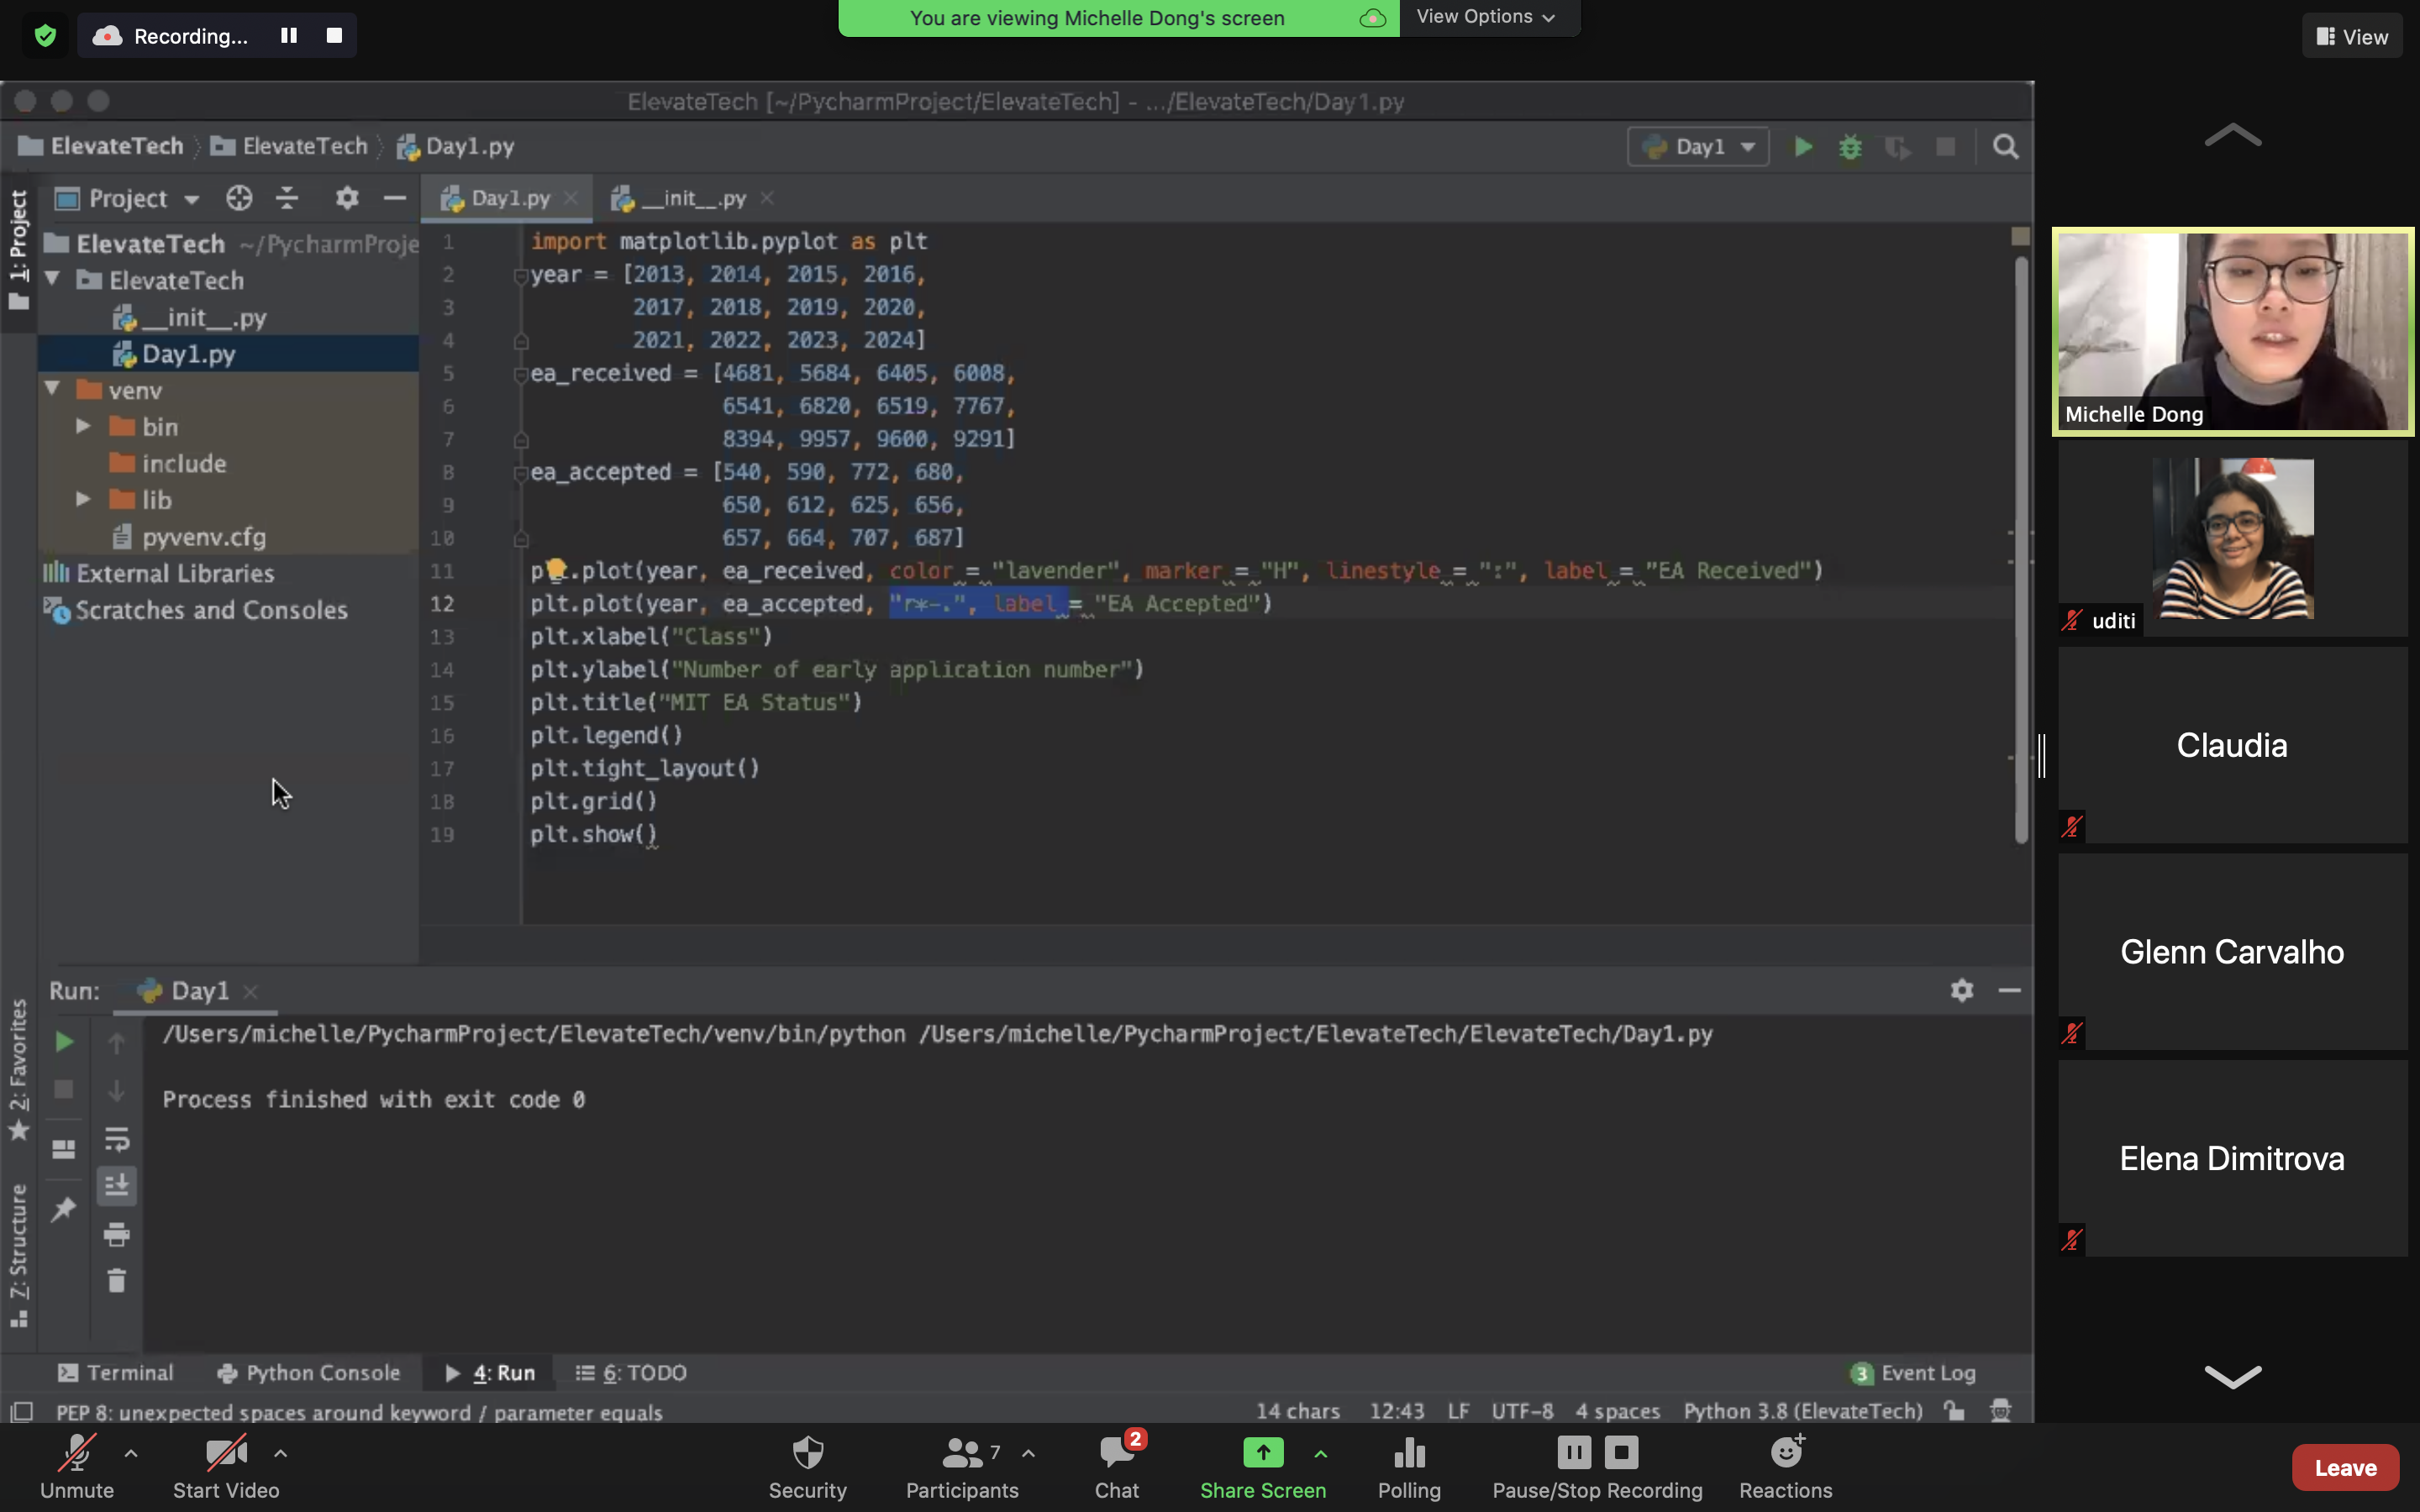 Recording...
You are viewing Michelle Dong's screen
View Options
View
ElevateTech [~/PycharmProject/ElevateTech] - .../ElevateTech/Day1.py
ElevateTech
ElevateTech
Day1.py
Day1
1: Project
Project
Day1.py
__init__.py
ElevateTech ~/PycharmProje
ElevateTech
__init__.py
Day1.py
venv
bin
include
lib
pyvenv.cfg
External Libraries
Scratches and Consoles
1 import matplotlib.pyplot as plt
2 year = [2013, 2014, 2015, 2016,
3 2017, 2018, 2019, 2020,
4 2021, 2022, 2023, 2024]
5 ea_received = [4681, 5684, 6405, 6008,
6 6541, 6820, 6519, 7767,
7 8394, 9957, 9600, 9291]
8 ea_accepted = [540, 590, 772, 680,
9 650, 612, 625, 656,
10 657, 664, 707, 687]
11 plt.plot(year, ea_received, color = "lavender", marker = "H", linestyle = ":", label = "EA Received")
12 plt.plot(year, ea_accepted, "r*-.", label = "EA Accepted")
13 plt.xlabel("Class")
14 plt.ylabel("Number of early application number")
15 plt.title("MIT EA Status")
16 plt.legend()
17 plt.tight_layout()
18 plt.grid()
19 plt.show()
Run: Day1
/Users/michelle/PycharmProject/ElevateTech/venv/bin/python /Users/michelle/PycharmProject/ElevateTech/ElevateTech/Day1.py
Process finished with exit code 0
2: Favorites
7: Structure
Terminal
Python Console
4: Run
6: TODO
3 Event Log
PEP 8: unexpected spaces around keyword / parameter equals
14 chars 12:43 LF UTF-8 4 spaces Python 3.8 (ElevateTech)
Michelle Dong
uditi
Claudia
Glenn Carvalho
Elena Dimitrova
Unmute
Start Video
Security
7
Participants
2
Chat
Share Screen
Polling
Pause/Stop Recording
Reactions
Leave